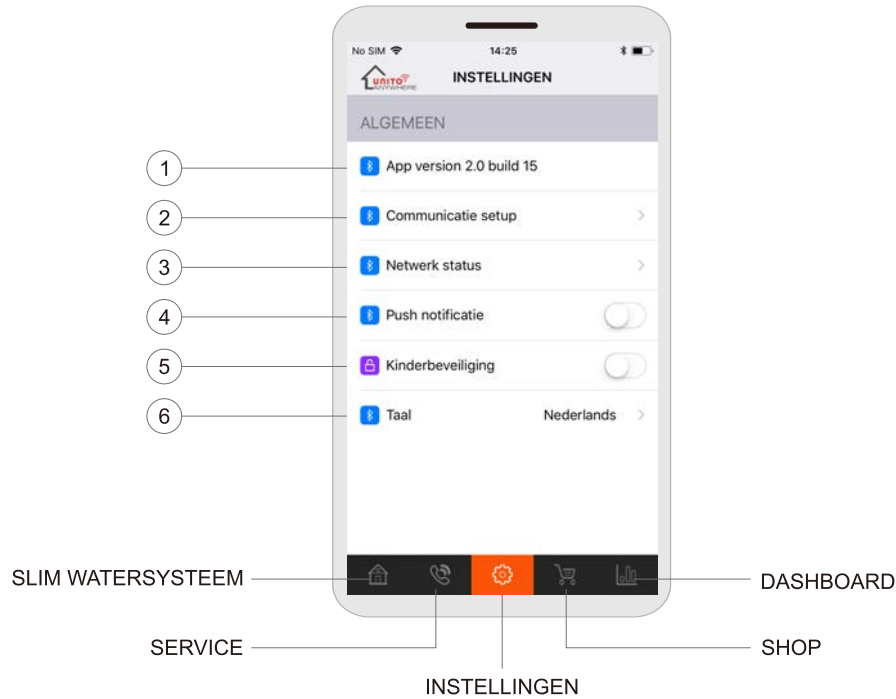 No SIM 14:25
UNITO
ANYWHERE
INSTELLINGEN
ALGEMEEN
1 App version 2.0 build 15
2 Communicatie setup
3 Netwerk status
4 Push notificatie
5 Kinderbeveiliging
6 Taal Nederlands
SLIM WATERSYSTEEM
DASHBOARD
SERVICE
SHOP
INSTELLINGEN